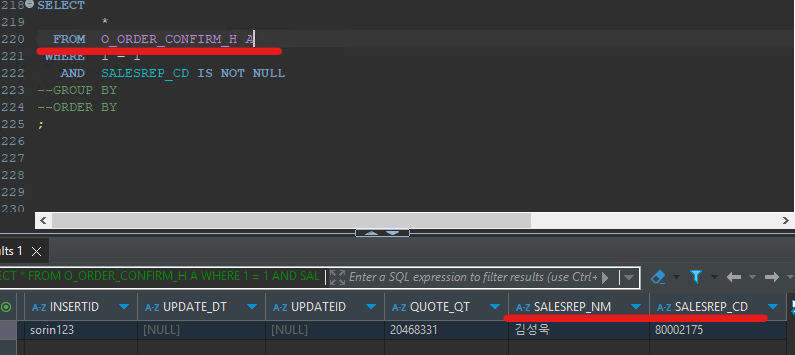 218 SELECT
219 *
220 FROM O_ORDER_CONFIRM_H A
221 WHERE 1 = 1
222 AND SALESREP_CD IS NOT NULL
223 --GROUP BY
224 --ORDER BY
225 ;
226
227
228
229
230
lts 1
ECT * FROM O_ORDER_CONFIRM_H A WHERE 1 = 1 AND SAL Enter a SQL expression to filter results (use Ctrl+
A-Z INSERTID A-Z UPDATE_DT A-Z UPDATEID A-Z QUOTE_QT A-Z SALESREP_NM A-Z SALESREP_CD
sorin123 [NULL] [NULL] 20468331 김성욱 80002175